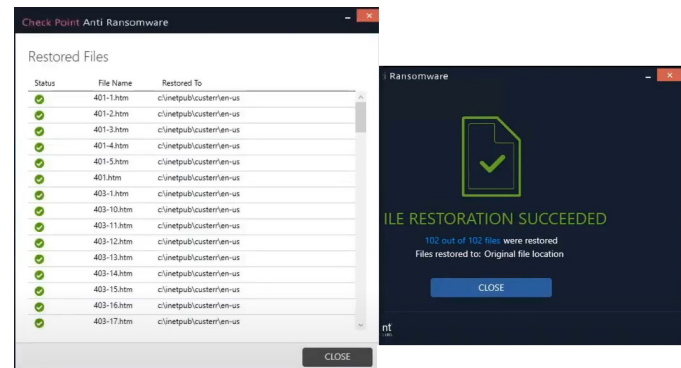 Check Point Anti Ransomware
Restored Files
Status File Name Restored To
401-1.htm c:\inetpub\custerr\en-us
401-2.htm c:\inetpub\custerr\en-us
401-3.htm c:\inetpub\custerr\en-us
401-4.htm c:\inetpub\custerr\en-us
401-5.htm c:\inetpub\custerr\en-us
401.htm c:\inetpub\custerr\en-us
403-1.htm c:\inetpub\custerr\en-us
403-10.htm c:\inetpub\custerr\en-us
403-11.htm c:\inetpub\custerr\en-us
403-12.htm c:\inetpub\custerr\en-us
403-13.htm c:\inetpub\custerr\en-us
403-14.htm c:\inetpub\custerr\en-us
403-15.htm c:\inetpub\custerr\en-us
403-16.htm c:\inetpub\custerr\en-us
403-17.htm c:\inetpub\custerr\en-us
CLOSE
i Ransomware
ILE RESTORATION SUCCEEDED
102 out of 102 files were restored
Files restored to: Original file location
CLOSE
nt